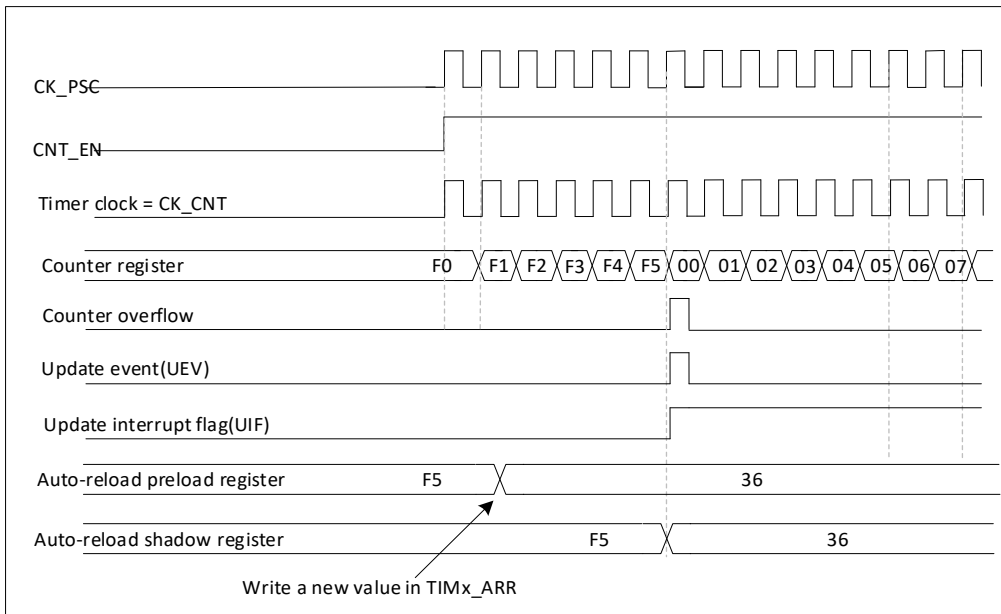 CK_PSC
CNT_EN
Timer clock = CK_CNT
Counter register F0 F1 F2 F3 F4 F5 00 01 02 03 04 05 06 07
Counter overflow
Update event(UEV)
Update interrupt flag(UIF)
Auto-reload preload register F5 36
Auto-reload shadow register F5 36
Write a new value in TIMx_ARR